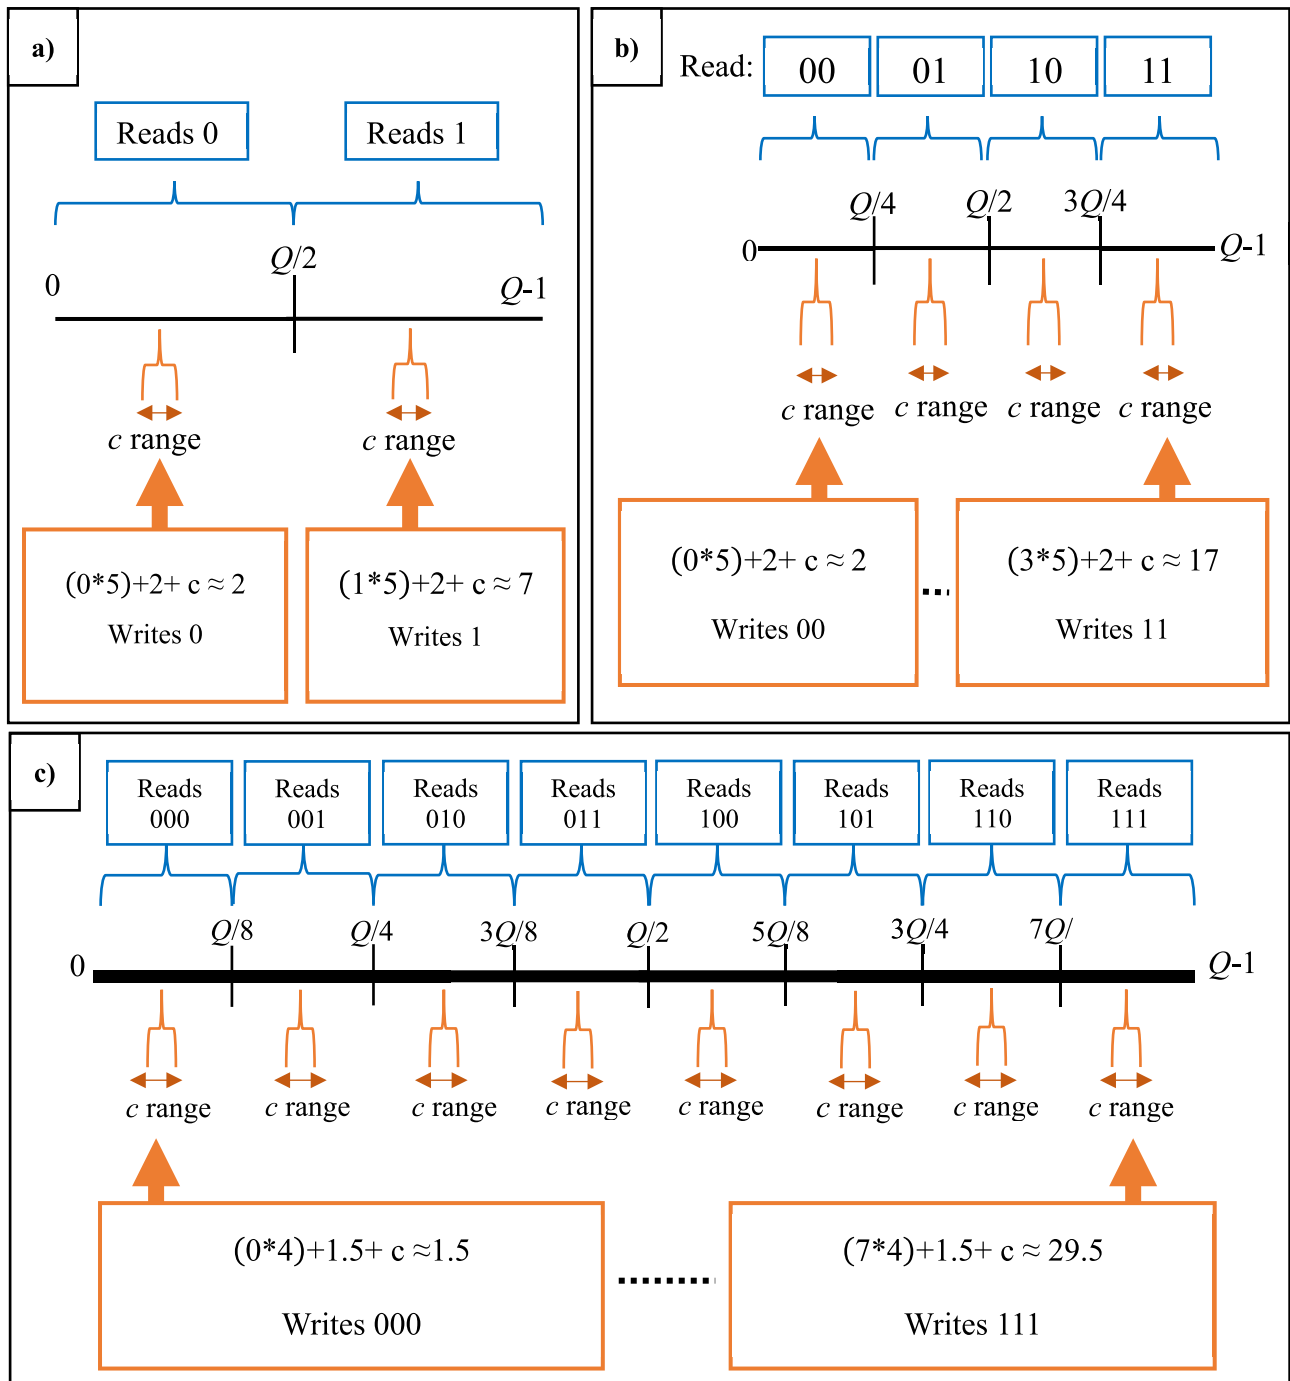 a)
Reads 0 Reads 1
Q/2
0 Q-1
c range c range
(0*5)+2+ c ≈ 2 (1*5)+2+ c ≈ 7
Writes 0 Writes 1
b)
Read: 00 01 10 11
Q/4 Q/2 3Q/4
0 Q-1
c range c range c range c range
(0*5)+2+ c ≈ 2 (3*5)+2+ c ≈ 17
Writes 00 Writes 11
c)
Reads Reads Reads Reads Reads Reads Reads Reads
000 001 010 011 100 101 110 111
Q/8 Q/4 3Q/8 Q/2 5Q/8 3Q/4 7Q/
0 Q-1
c range c range c range c range c range c range c range c range
(0*4)+1.5+ c ≈1.5 (7*4)+1.5+ c ≈ 29.5
Writes 000 Writes 111